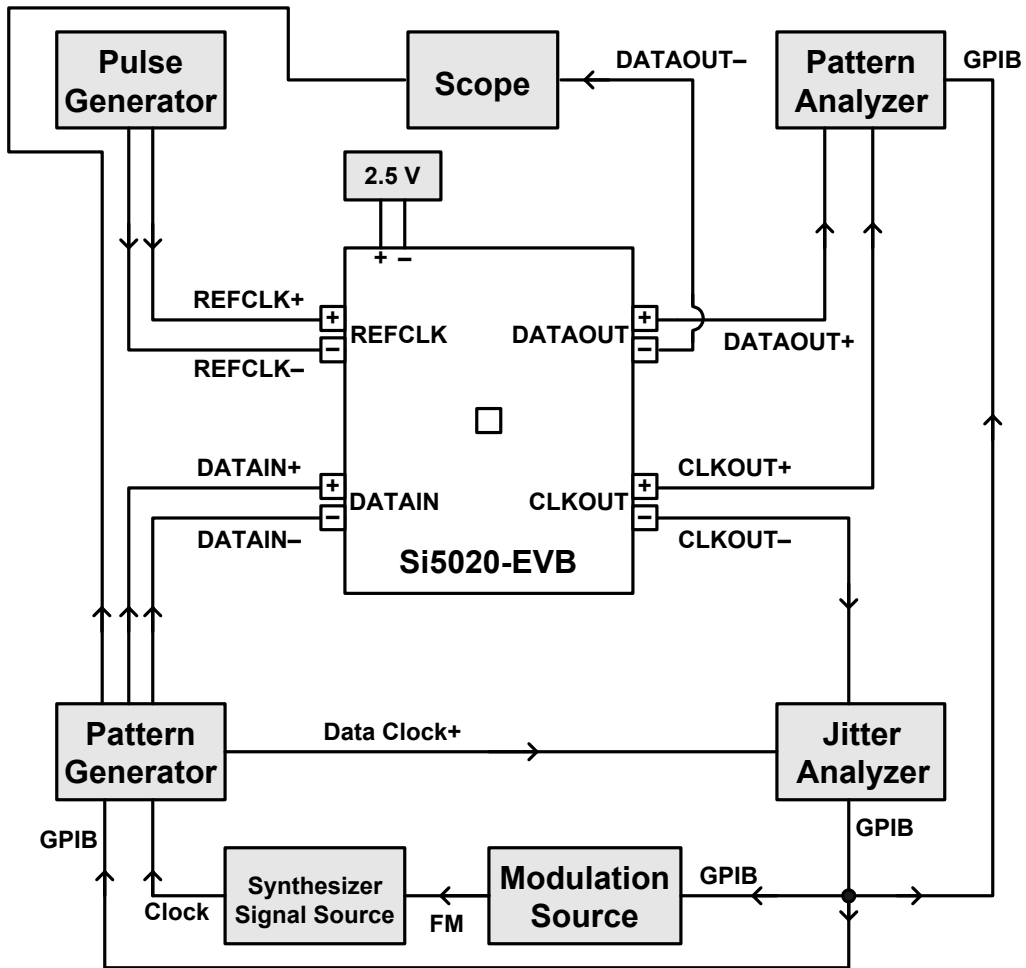 Pulse
Generator
Scope
DATAOUT–
Pattern
Analyzer
GPIB
2.5 V
+ –
REFCLK+
+
REFCLK
–
REFCLK–
DATAOUT
+
–
DATAOUT+
DATAIN+
+
DATAIN
–
DATAIN–
CLKOUT+
+
CLKOUT
–
CLKOUT–
Si5020-EVB
Pattern
Generator
Data Clock+
Jitter
Analyzer
GPIB
GPIB
Synthesizer
Signal Source
Clock
FM
Modulation
Source
GPIB